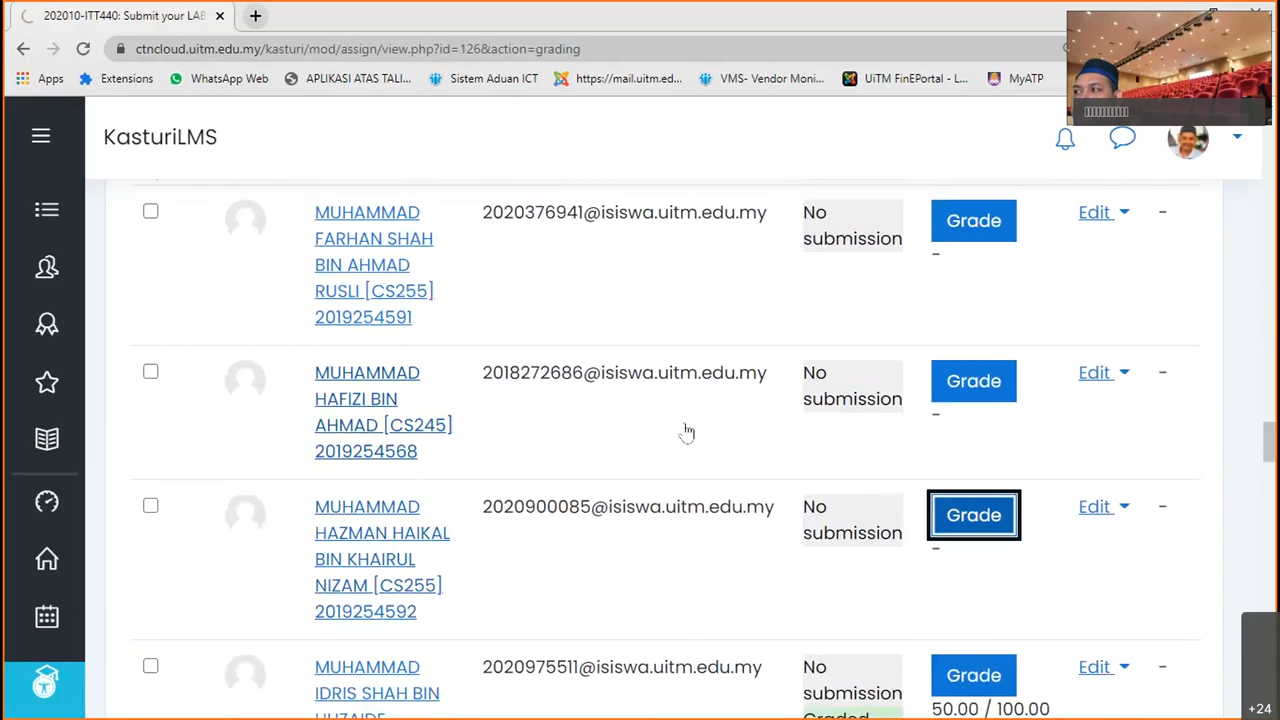 202010-ITT440: Submit your LAB
ctncloud.uitm.edu.my/kasturi/mod/assign/view.php?id=126&action=grading
Apps Extensions WhatsApp Web APLIKASI ATAS TALI... Sistem Aduan ICT https://mail.uitm.ed... VMS- Vendor Moni... UiTM FinEPortal - L... MyATP
KasturiLMS
MUHAMMAD
FARHAN SHAH
BIN AHMAD
RUSLI [CS255]
2019254591
2020376941@isiswa.uitm.edu.my
No
submission
Grade
-
Edit
-
MUHAMMAD
HAFIZI BIN
AHMAD [CS245]
2019254568
2018272686@isiswa.uitm.edu.my
No
submission
Grade
-
Edit
-
MUHAMMAD
HAZMAN HAIKAL
BIN KHAIRUL
NIZAM [CS255]
2019254592
2020900085@isiswa.uitm.edu.my
No
submission
Grade
-
Edit
-
MUHAMMAD
IDRIS SHAH BIN
HUZAIDE
2020975511@isiswa.uitm.edu.my
No
submission
Graded
Grade
50.00 / 100.00
Edit
-
+24